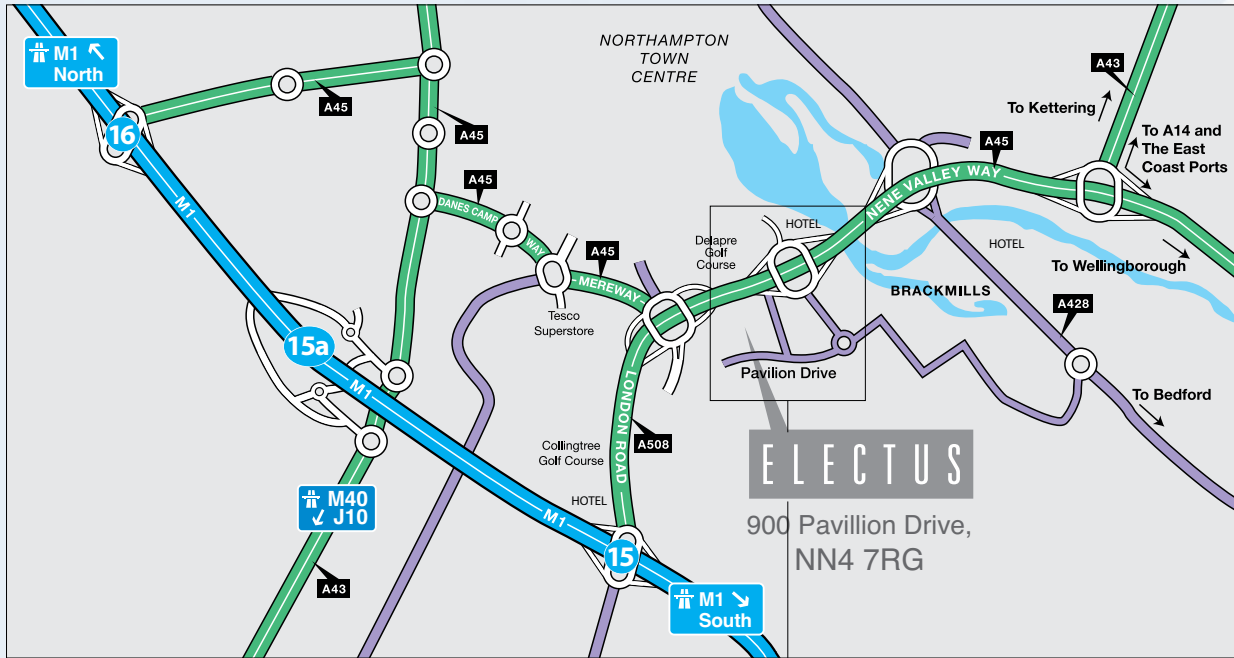 M1
North
16
A45
A45
NORTHAMPTON
TOWN
CENTRE
A43
To Kettering
To A14 and
The East
Coast Ports
A45
NENE VALLEY WAY
M1
A45
DANES CAMP
WAY
A45
MEREWAY
Tesco
Superstore
Delapre
Golf
Course
HOTEL
HOTEL
To Wellingborough
BRACKMILLS
A428
15a
M1
Pavilion Drive
To Bedford
LONDON ROAD
A508
Collingtree
Golf Course
HOTEL
ELECTUS
900 Pavillion Drive,
NN4 7RG
M40
J10
M1
15
A43
M1
South